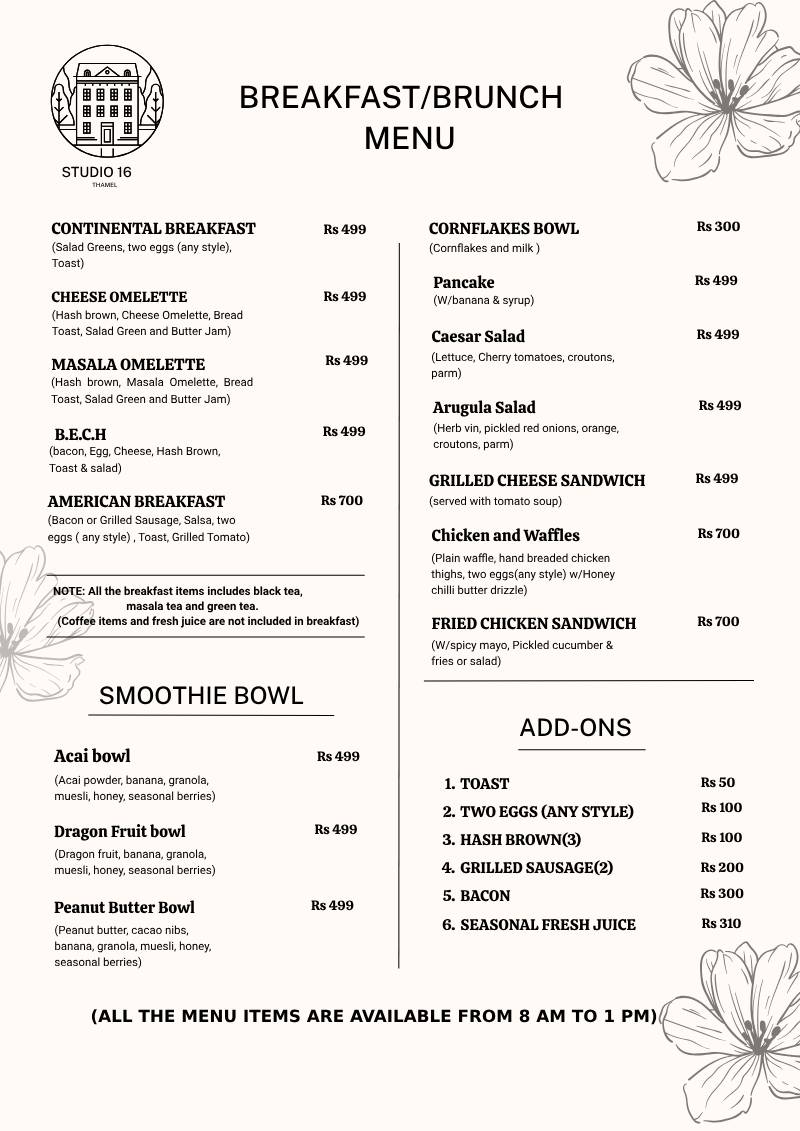 BREAKFAST/BRUNCH
MENU
STUDIO 16
THAMEL
CONTINENTAL BREAKFAST Rs 499
(Salad Greens, two eggs (any style),
Toast)
CHEESE OMELETTE Rs 499
(Hash brown, Cheese Omelette, Bread
Toast, Salad Green and Butter Jam)
MASALA OMELETTE Rs 499
(Hash brown, Masala Omelette, Bread
Toast, Salad Green and Butter Jam)
B.E.C.H Rs 499
(bacon, Egg, Cheese, Hash Brown,
Toast & salad)
AMERICAN BREAKFAST Rs 700
(Bacon or Grilled Sausage, Salsa, two
eggs ( any style) , Toast, Grilled Tomato)
NOTE: All the breakfast items includes black tea,
masala tea and green tea.
(Coffee items and fresh juice are not included in breakfast)
SMOOTHIE BOWL
Acai bowl Rs 499
(Acai powder, banana, granola,
muesli, honey, seasonal berries)
Dragon Fruit bowl Rs 499
(Dragon fruit, banana, granola,
muesli, honey, seasonal berries)
Peanut Butter Bowl Rs 499
(Peanut butter, cacao nibs,
banana, granola, muesli, honey,
seasonal berries)
CORNFLAKES BOWL Rs 300
(Cornflakes and milk )
Pancake Rs 499
(W/banana & syrup)
Caesar Salad Rs 499
(Lettuce, Cherry tomatoes, croutons,
parm)
Arugula Salad Rs 499
(Herb vin, pickled red onions, orange,
croutons, parm)
GRILLED CHEESE SANDWICH Rs 499
(served with tomato soup)
Chicken and Waffles Rs 700
(Plain waffle, hand breaded chicken
thighs, two eggs(any style) w/Honey
chilli butter drizzle)
FRIED CHICKEN SANDWICH Rs 700
(W/spicy mayo, Pickled cucumber &
fries or salad)
ADD-ONS
1. TOAST Rs 50
2. TWO EGGS (ANY STYLE) Rs 100
3. HASH BROWN(3) Rs 100
4. GRILLED SAUSAGE(2) Rs 200
5. BACON Rs 300
6. SEASONAL FRESH JUICE Rs 310
(ALL THE MENU ITEMS ARE AVAILABLE FROM 8 AM TO 1 PM)